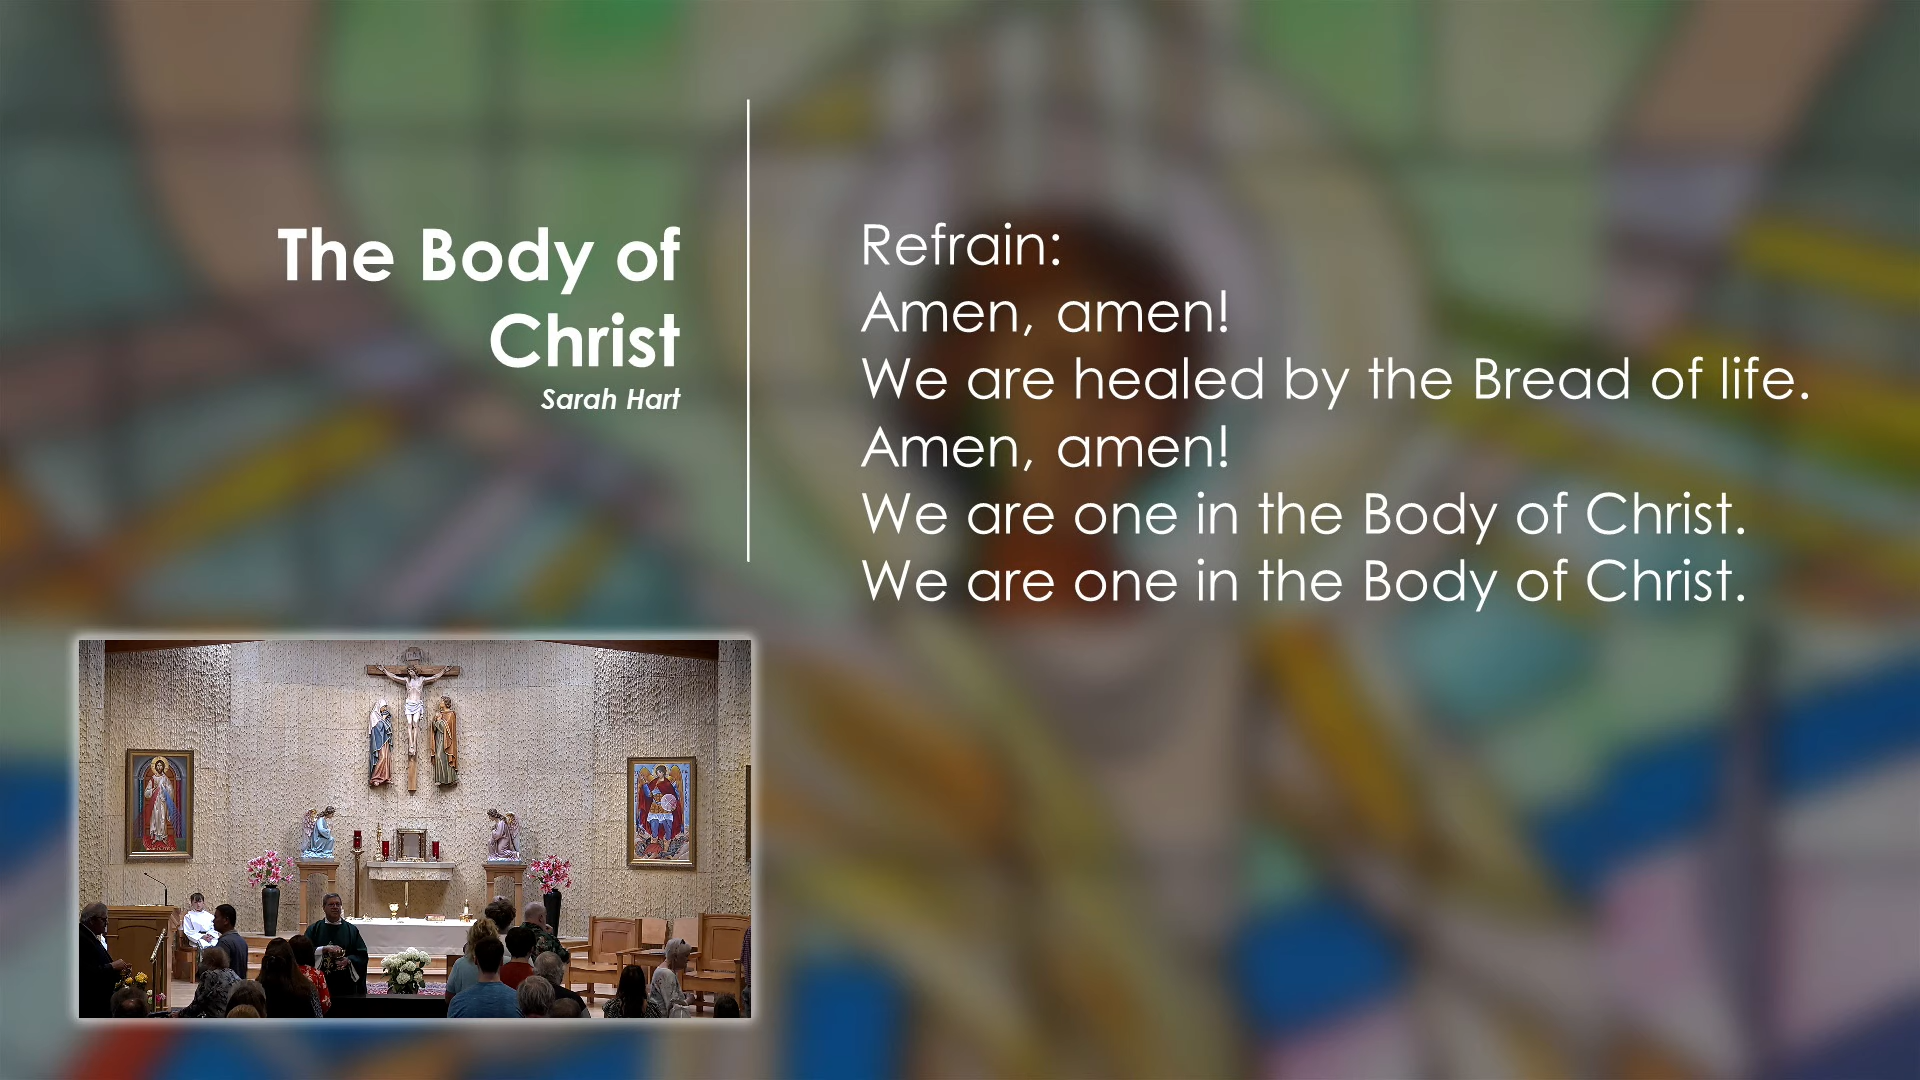 The Body of
Christ
Sarah Hart
Refrain:
Amen, amen!
We are healed by the Bread of life.
Amen, amen!
We are one in the Body of Christ.
We are one in the Body of Christ.